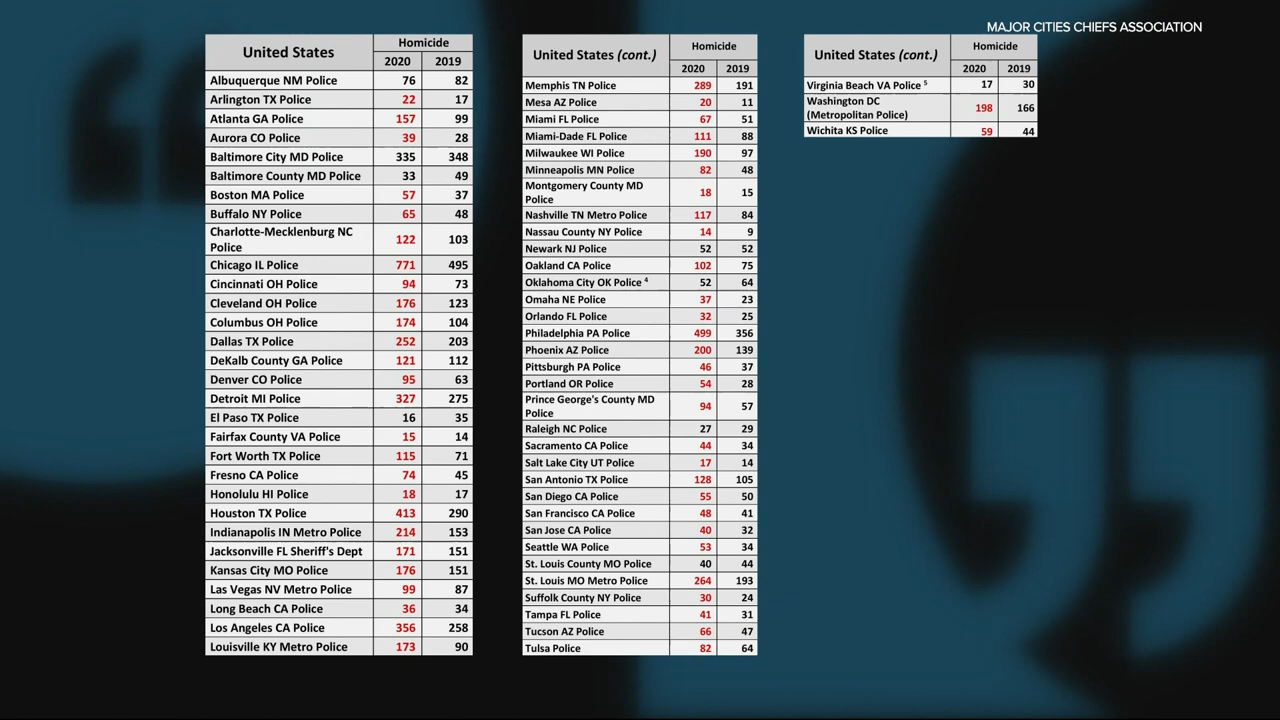 MAJOR CITIES CHIEFS ASSOCIATION
United States Homicide
2020 2019
Albuquerque NM Police 76 82
Arlington TX Police 22 17
Atlanta GA Police 157 99
Aurora CO Police 39 28
Baltimore City MD Police 335 348
Baltimore County MD Police 33 49
Boston MA Police 57 37
Buffalo NY Police 65 48
Charlotte-Mecklenburg NC
Police 122 103
Chicago IL Police 771 495
Cincinnati OH Police 94 73
Cleveland OH Police 176 123
Columbus OH Police 174 104
Dallas TX Police 252 203
DeKalb County GA Police 121 112
Denver CO Police 95 63
Detroit MI Police 327 275
El Paso TX Police 16 35
Fairfax County VA Police 15 14
Fort Worth TX Police 115 71
Fresno CA Police 74 45
Honolulu HI Police 18 17
Houston TX Police 413 290
Indianapolis IN Metro Police 214 153
Jacksonville FL Sheriff's Dept 171 151
Kansas City MO Police 176 151
Las Vegas NV Metro Police 99 87
Long Beach CA Police 36 34
Los Angeles CA Police 356 258
Louisville KY Metro Police 173 90
United States (cont.) Homicide
2020 2019
Memphis TN Police 289 191
Mesa AZ Police 20 11
Miami FL Police 67 51
Miami-Dade FL Police 111 88
Milwaukee WI Police 190 97
Minneapolis MN Police 82 48
Montgomery County MD
Police 18 15
Nashville TN Metro Police 117 84
Nassau County NY Police 14 9
Newark NJ Police 52 52
Oakland CA Police 102 75
Oklahoma City OK Police 4 52 64
Omaha NE Police 37 23
Orlando FL Police 32 25
Philadelphia PA Police 499 356
Phoenix AZ Police 200 139
Pittsburgh PA Police 46 37
Portland OR Police 54 28
Prince George's County MD
Police 94 57
Raleigh NC Police 27 29
Sacramento CA Police 44 34
Salt Lake City UT Police 17 14
San Antonio TX Police 128 105
San Diego CA Police 55 50
San Francisco CA Police 48 41
San Jose CA Police 40 32
Seattle WA Police 53 34
St. Louis County MO Police 40 44
St. Louis MO Metro Police 264 193
Suffolk County NY Police 30 24
Tampa FL Police 41 31
Tucson AZ Police 66 47
Tulsa Police 82 64
United States (cont.) Homicide
2020 2019
Virginia Beach VA Police 5 17 30
Washington DC
(Metropolitan Police) 198 166
Wichita KS Police 59 44